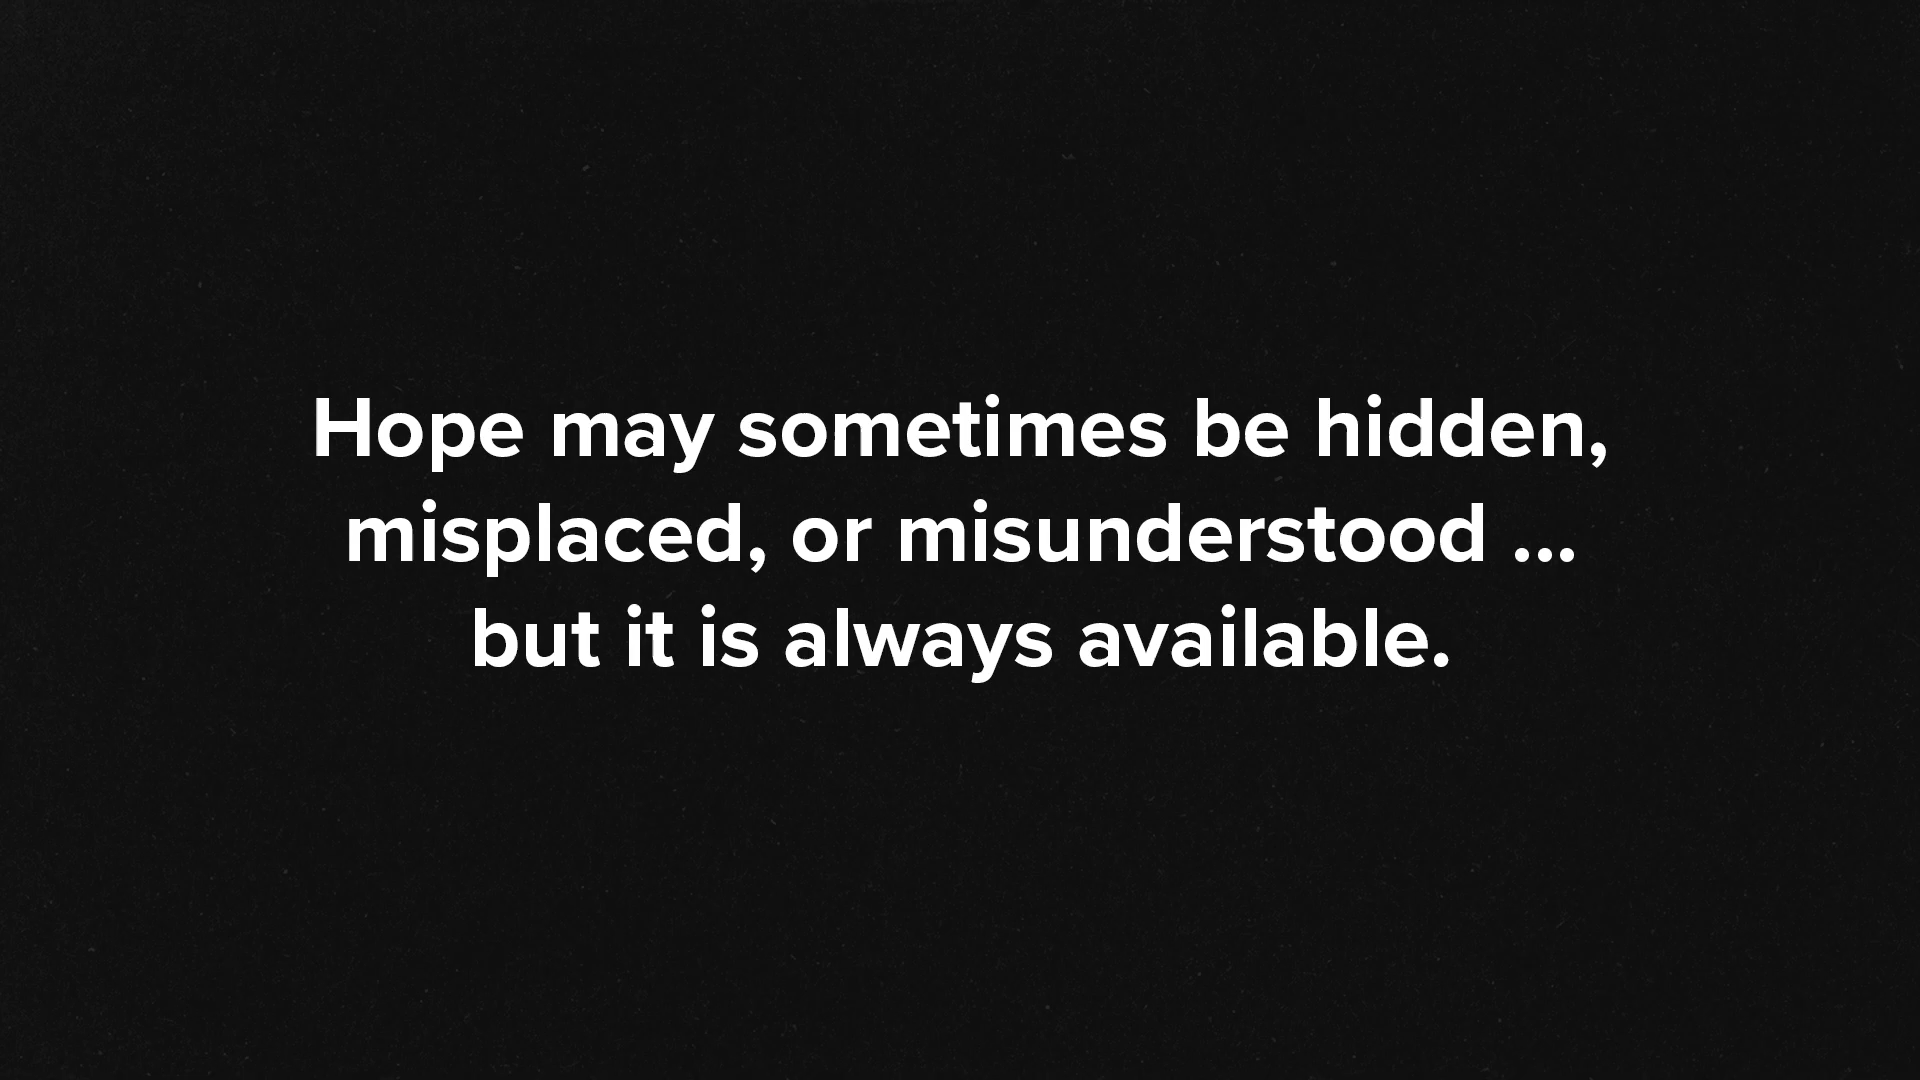 Hope may sometimes be hidden,
misplaced, or misunderstood ...
but it is always available.